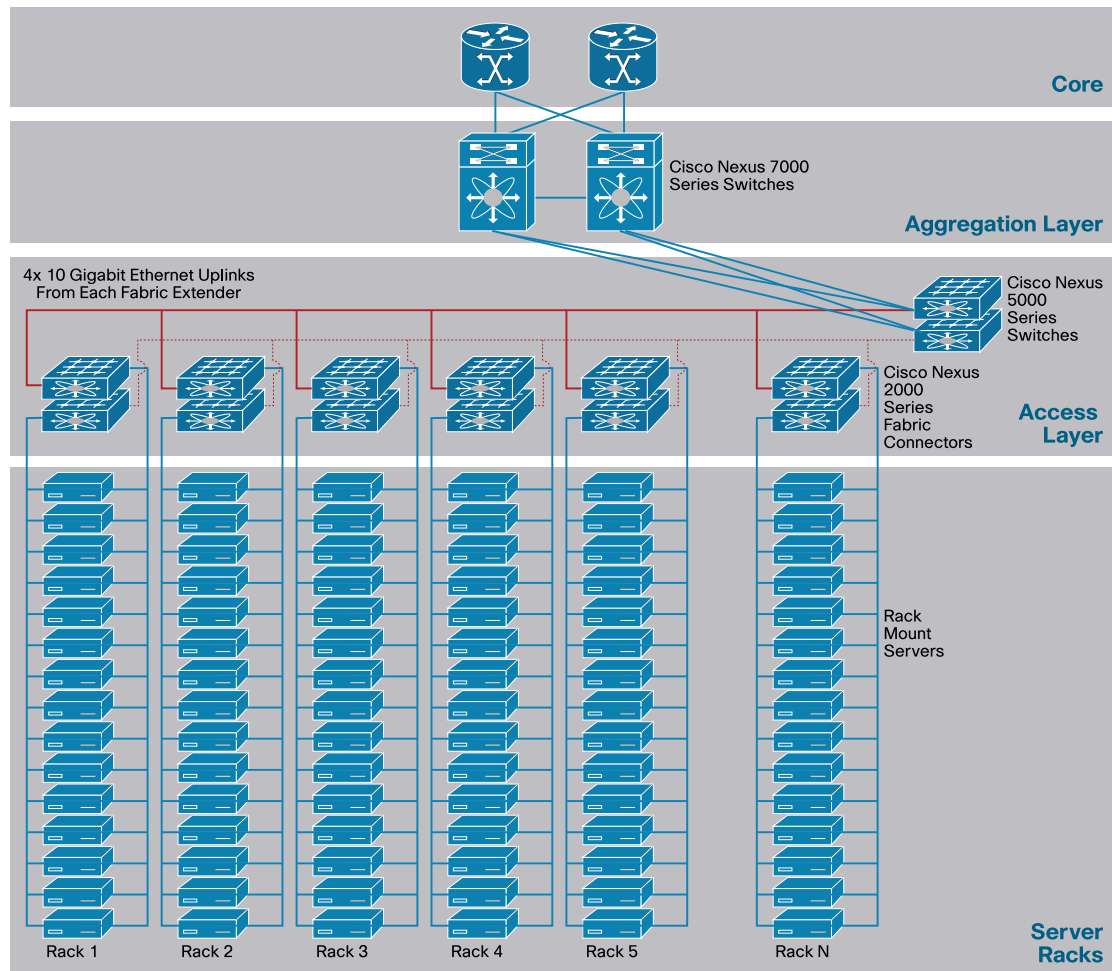 Core
Cisco Nexus 7000
Series Switches
Aggregation Layer
4x 10 Gigabit Ethernet Uplinks
From Each Fabric Extender
Cisco Nexus
5000
Series
Switches
Cisco Nexus
2000
Series
Fabric
Connectors
Access
Layer
Rack
Mount
Servers
Rack 1
Rack 2
Rack 3
Rack 4
Rack 5
Rack N
Server
Racks